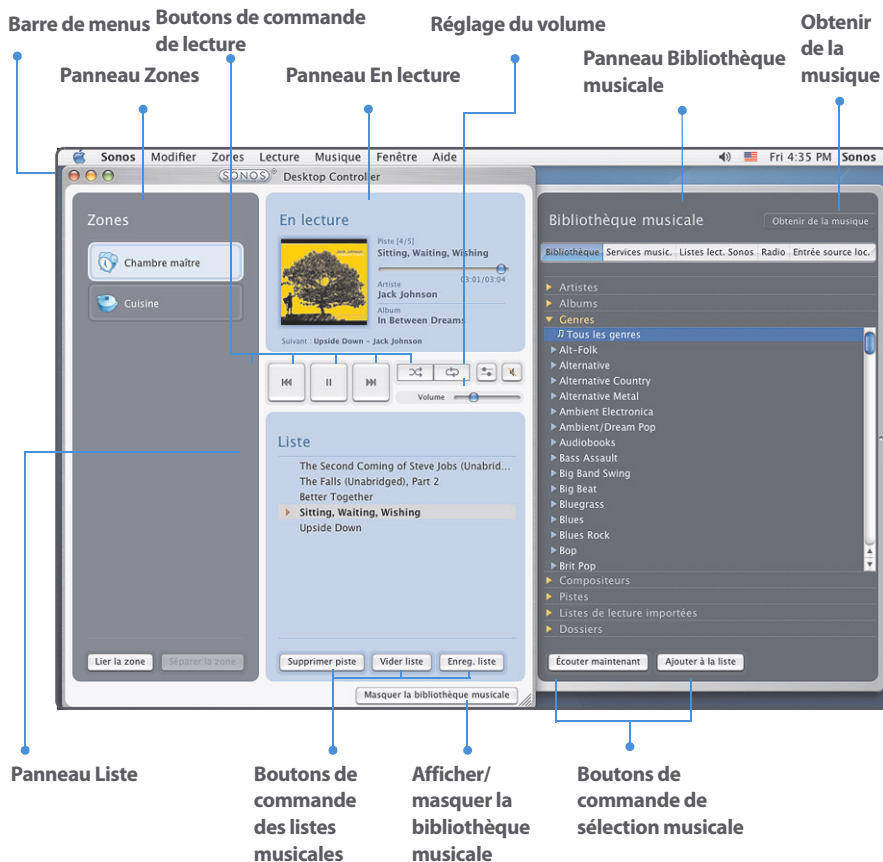 Barre de menus
Boutons de commande
de lecture
Réglage du volume
Obtenir
de la
musique
Panneau Zones
Panneau En lecture
Panneau Bibliothèque
musicale
Sonos Modifier Zones Lecture Musique Fenêtre Aide
Fri 4:35 PM Sonos
SONOS® Desktop Controller
Zones
Chambre maître
Cuisine
Lier la zone
Séparer la zone
En lecture
Piste [4/5]
Sitting, Waiting, Wishing
03:01/03:04
Artiste
Jack Johnson
Album
In Between Dreams
Suivant : Upside Down – Jack Johnson
Volume
Liste
The Second Coming of Steve Jobs (Unabrid...
The Falls (Unabridged), Part 2
Better Together
Sitting, Waiting, Wishing
Upside Down
Supprimer piste
Vider liste
Enreg. liste
Masquer la bibliothèque musicale
Bibliothèque musicale
Obtenir de la musique
Bibliothèque Services music. Listes lect. Sonos Radio Entrée source loc.
Artistes
Albums
Genres
Tous les genres
Alt-Folk
Alternative
Alternative Country
Alternative Metal
Ambient Electronica
Ambient/Dream Pop
Audiobooks
Bass Assault
Big Band Swing
Big Beat
Bluegrass
Blues
Blues Rock
Bop
Brit Pop
Compositeurs
Pistes
Listes de lecture importées
Dossiers
Écouter maintenant
Ajouter à la liste
Panneau Liste
Boutons de
commande
des listes
musicales
Afficher/
masquer la
bibliothèque
musicale
Boutons de
commande de
sélection musicale